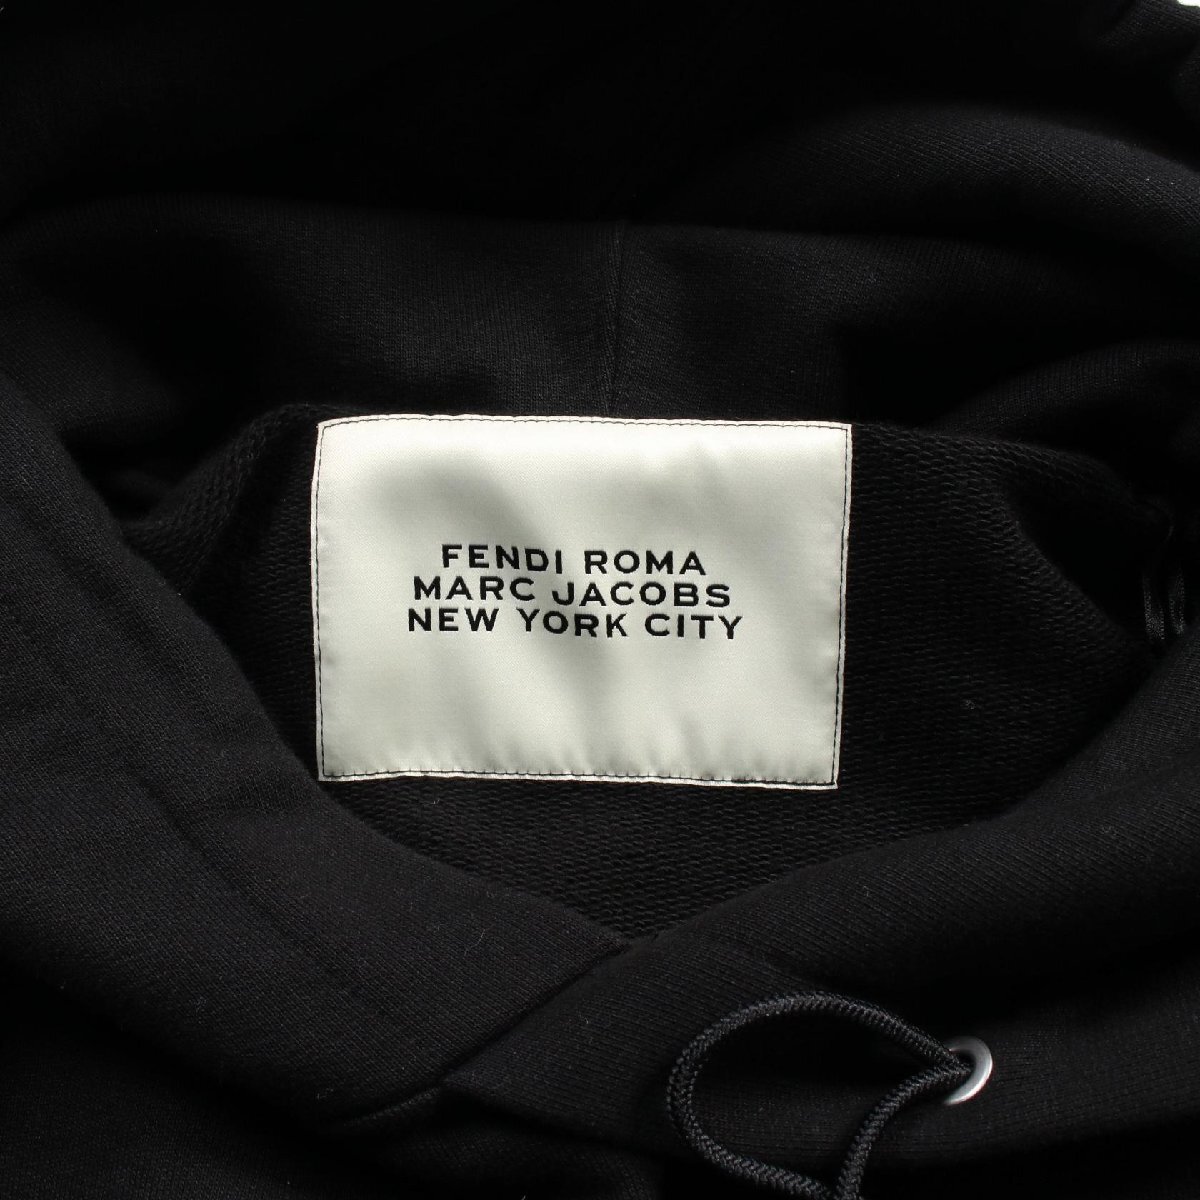 FENDI ROMA
MARC JACOBS
NEW YORK CITY